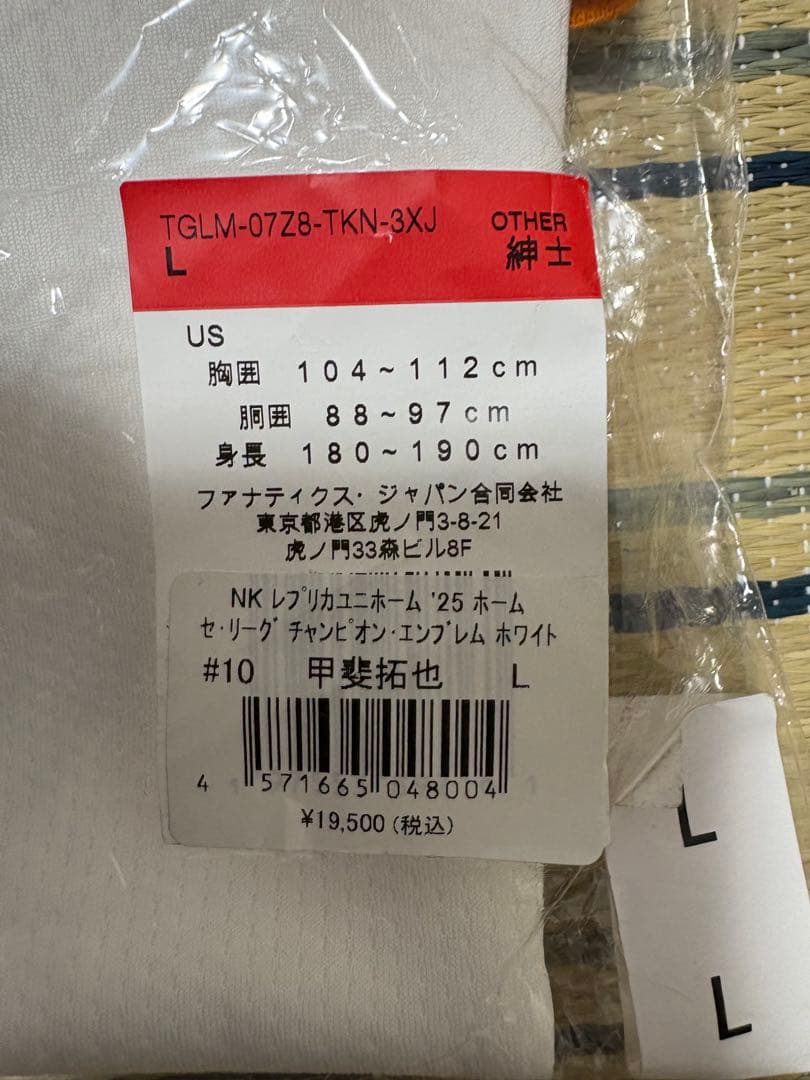 TGLM-07Z8-TKN-3XJ OTHER
L 紳士
US
胸囲 104~112cm
胴囲 88~97cm
身長 180~190cm
ファナティクス・ジャパン合同会社
東京都港区虎ノ門3-8-21
虎ノ門33森ビル8F
NK レプリカユニホーム '25 ホーム
セ・リーグ チャンピオン・エンブレム ホワイト
#10 甲斐拓也 L
4 571665 048004
¥19,500 (税込)
L
L